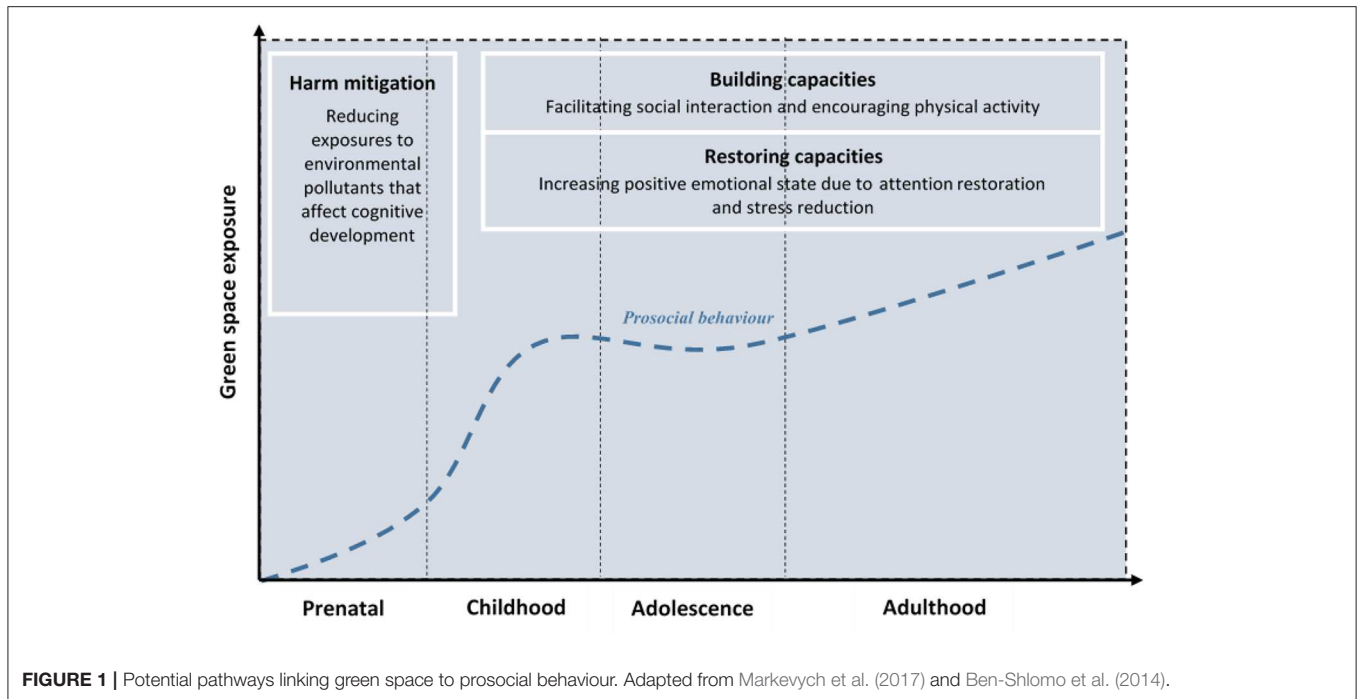 Harm mitigation
Reducing
exposures to
environmental
pollutants that
affect cognitive
development
Building capacities
Facilitating social interaction and encouraging physical activity
Restoring capacities
Increasing positive emotional state due to attention restoration
and stress reduction
Green space exposure
Prosocial behaviour
Prenatal
Childhood
Adolescence
Adulthood
FIGURE 1 | Potential pathways linking green space to prosocial behaviour. Adapted from Markevych et al. (2017) and Ben-Shlomo et al. (2014).